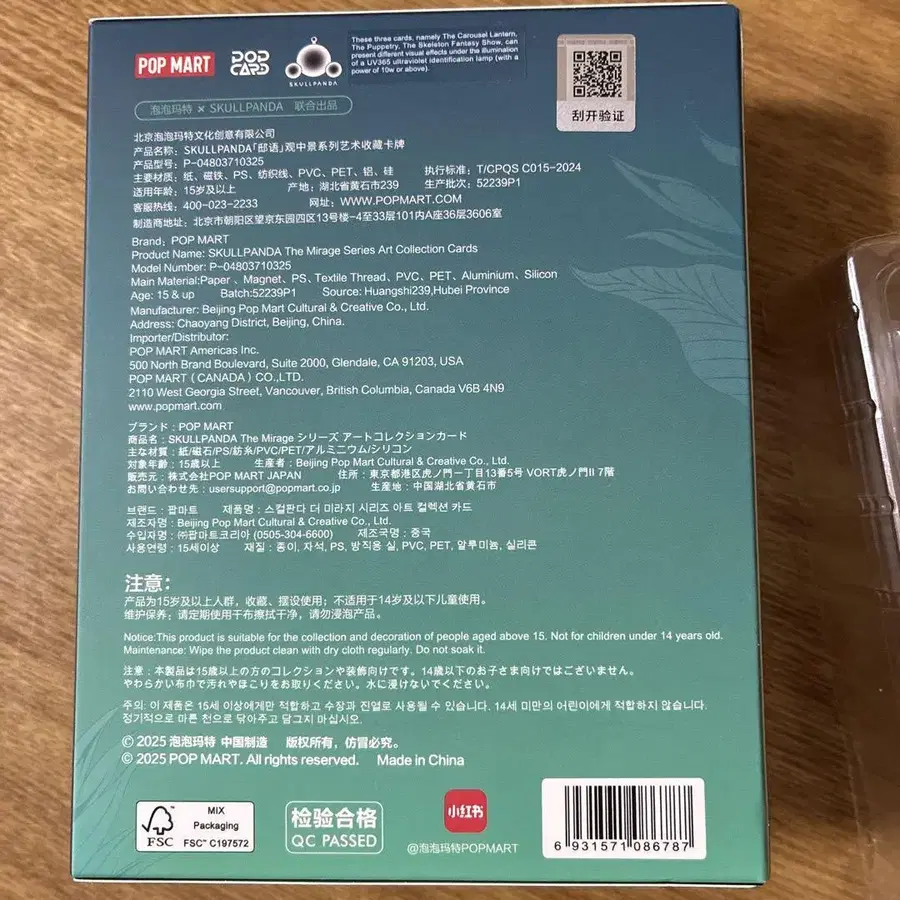 POP MART
POP CARD
SKULLPANDA
These three cards, namely The Carousel Lantern,
The Puppetry, The Skeleton Fantasy Show, can
present different visual effects under the illumination
of a UV365 ultraviolet identification lamp (with a
power of 10w or above).
刮开验证
泡泡玛特 × SKULLPANDA 联合出品
北京泡泡玛特文化创意有限公司
产品名称：SKULLPANDA「邸语」观中景系列艺术收藏卡牌
产品型号：P-04803710325
主要材质：纸、磁铁、PS、纺织线、PVC、PET、铝、硅 执行标准：T/CPQS C015-2024
适用年龄：15岁及以上 产地：湖北省黄石市239 生产批次：52239P1
客服热线：400-023-2233 网址：WWW.POPMART.COM
制造商地址：北京市朝阳区望京东园四区13号楼-4至33层101内A座36层3606室
Brand：POP MART
Product Name: SKULLPANDA The Mirage Series Art Collection Cards
Model Number: P-04803710325
Main Material:Paper 、Magnet、PS、Textile Thread、PVC、PET、Aluminium、Silicon
Age: 15 & up Batch:52239P1 Source: Huangshi239,Hubei Province
Manufacturer: Beijing Pop Mart Cultural & Creative Co., Ltd.
Address: Chaoyang District, Beijing, China.
Importer/Distributor:
POP MART Americas Inc.
500 North Brand Boulevard, Suite 2000, Glendale, CA 91203, USA
POP MART (CANADA) CO.,LTD.
2110 West Georgia Street, Vancouver, British Columbia, Canada V6B 4N9
www.popmart.com
ブランド：POP MART
商品名：SKULLPANDA The Mirage シリーズ アートコレクションカード
主な材質：紙/磁石/PS/紡糸/PVC/PET/アルミニウム/シリコン
対象年齢：15歳以上 生産者：Beijing Pop Mart Cultural & Creative Co., Ltd.
販売元：株式会社POP MART JAPAN 住所：東京都港区虎ノ門一丁目13番5号 VORT虎ノ門II 7階
お問い合わせ先：usersupport@popmart.co.jp 生産地：中国湖北省黄石市
브랜드：팝마트 제품명：스컬판다 더 미라지 시리즈 아트 컬렉션 카드
제조자명：Beijing Pop Mart Cultural & Creative Co., Ltd.
수입자명：㈜팝마트코리아 (0505-304-6600) 제조국명：중국
사용연령：15세이상 재질：종이, 자석, PS, 방직용 실, PVC, PET, 알루미늄, 실리콘
注意：
产品为15岁及以上人群，收藏、摆设使用；不适用于14岁及以下儿童使用。
维护保养：请定期使用干布擦拭干净，请勿浸泡产品。
Notice:This product is suitable for the collection and decoration of people aged above 15. Not for children under 14 years old.
Maintenance: Wipe the product clean with dry cloth regularly. Do not soak it.
注意：本製品は15歳以上の方のコレクションや装飾向けです。14歳以下のお子さま向けではございません。
やわらかい布巾で汚れやほこりをお取りください。水に浸けないでください。
주의: 이 제품은 15세 이상에게만 적합하고 수장과 진열로 사용될 수 있습니다. 14세 미만의 어린이에게 적합하지 않습니다.
정기적으로 마른 천으로 닦아주고 담그지 마십시오.
© 2025 泡泡玛特 中国制造 版权所有，仿冒必究。
© 2025 POP MART. All rights reserved. Made in China
FSC
MIX
Packaging
FSC™ C197572
检验合格
QC PASSED
小红书
@泡泡玛特POPMART
6 931571 086787